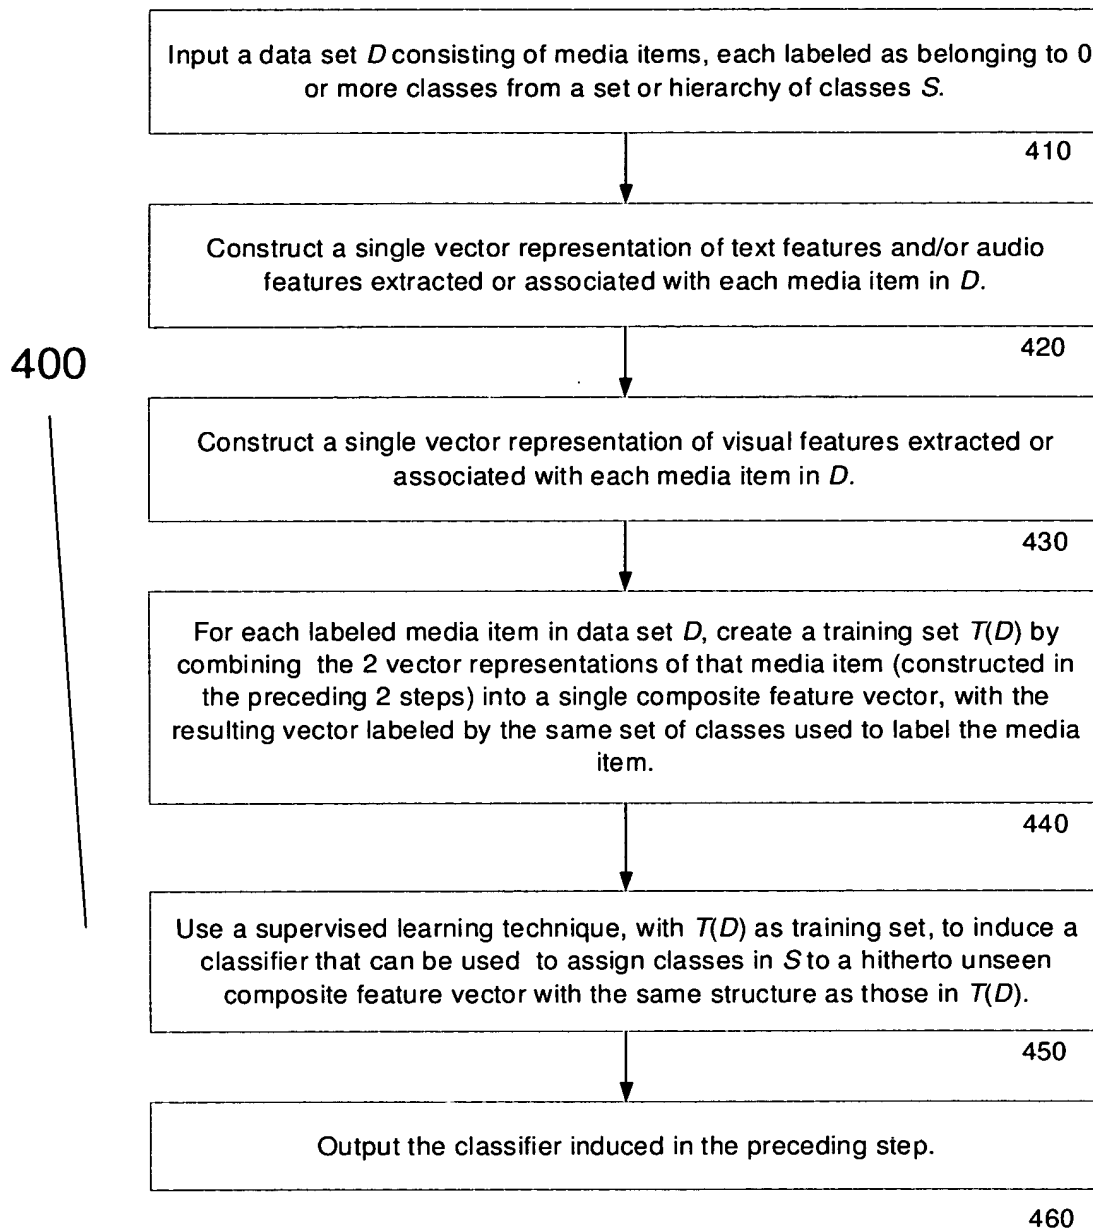 Input a data set D consisting of media items, each labeled as belonging to 0
or more classes from a set or hierarchy of classes S.
410
Construct a single vector representation of text features and/or audio
features extracted or associated with each media item in D.
420
400
Construct a single vector representation of visual features extracted or
associated with each media item in D.
430
For each labeled media item in data set D, create a training set T(D) by
combining the 2 vector representations of that media item (constructed in
the preceding 2 steps) into a single composite feature vector, with the
resulting vector labeled by the same set of classes used to label the media
item.
440
Use a supervised learning technique, with T(D) as training set, to induce a
classifier that can be used to assign classes in S to a hitherto unseen
composite feature vector with the same structure as those in T(D).
450
Output the classifier induced in the preceding step.
460